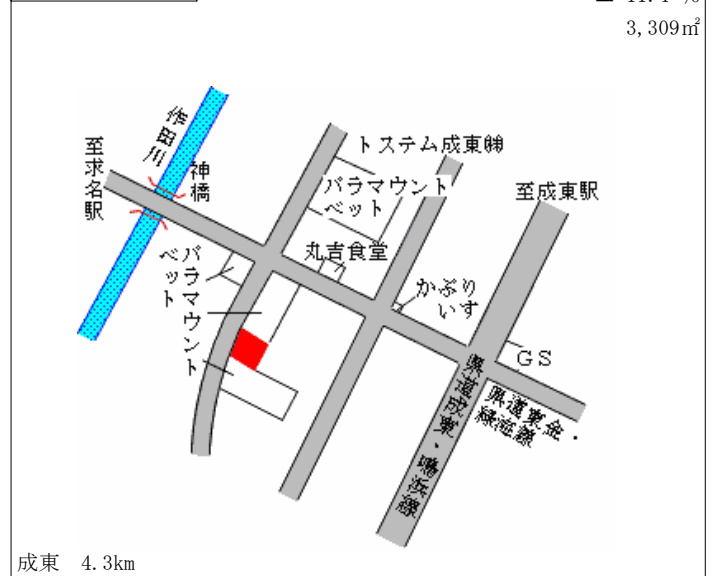 3,309㎡
作田川
神橋
至求名駅
トステム成東㈱
パラマウント
ベット
至成東駅
丸吉食堂
かぶり
いす
パラマウント
ベット
GS
県道東金・
緑海線
県道成東・鳴浜線
成東 4.3km